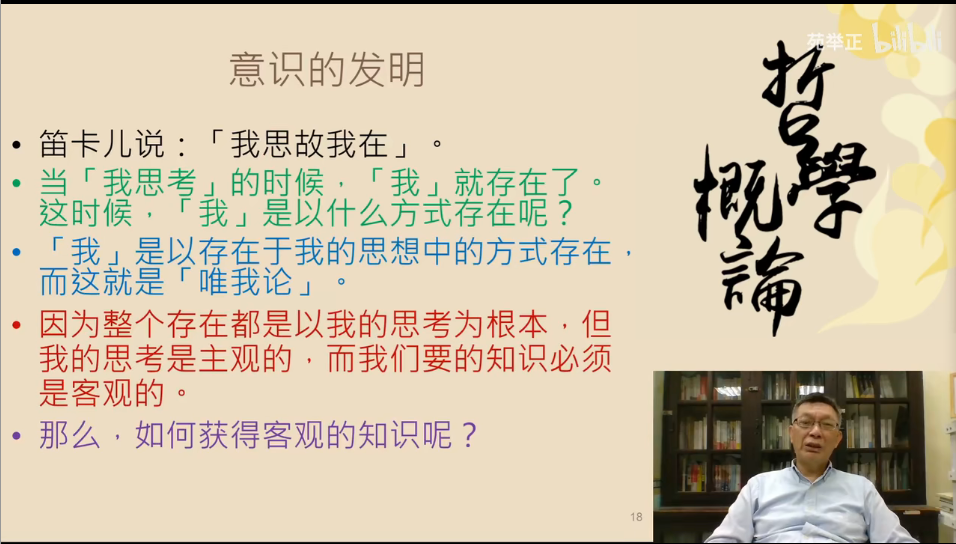 苑举正 bilibili
意识的发明
• 笛卡儿说：「我思故我在」。
• 当「我思考」的时候，「我」就存在了。
这时候，「我」是以什么方式存在呢？
• 「我」是以存在于我的思想中的方式存在，
而这就是「唯我论」。
• 因为整个存在都是以我的思考为根本，但
我的思考是主观的，而我们要的知识必须
是客观的。
• 那么，如何获得客观的知识呢？
18
哲學
概論